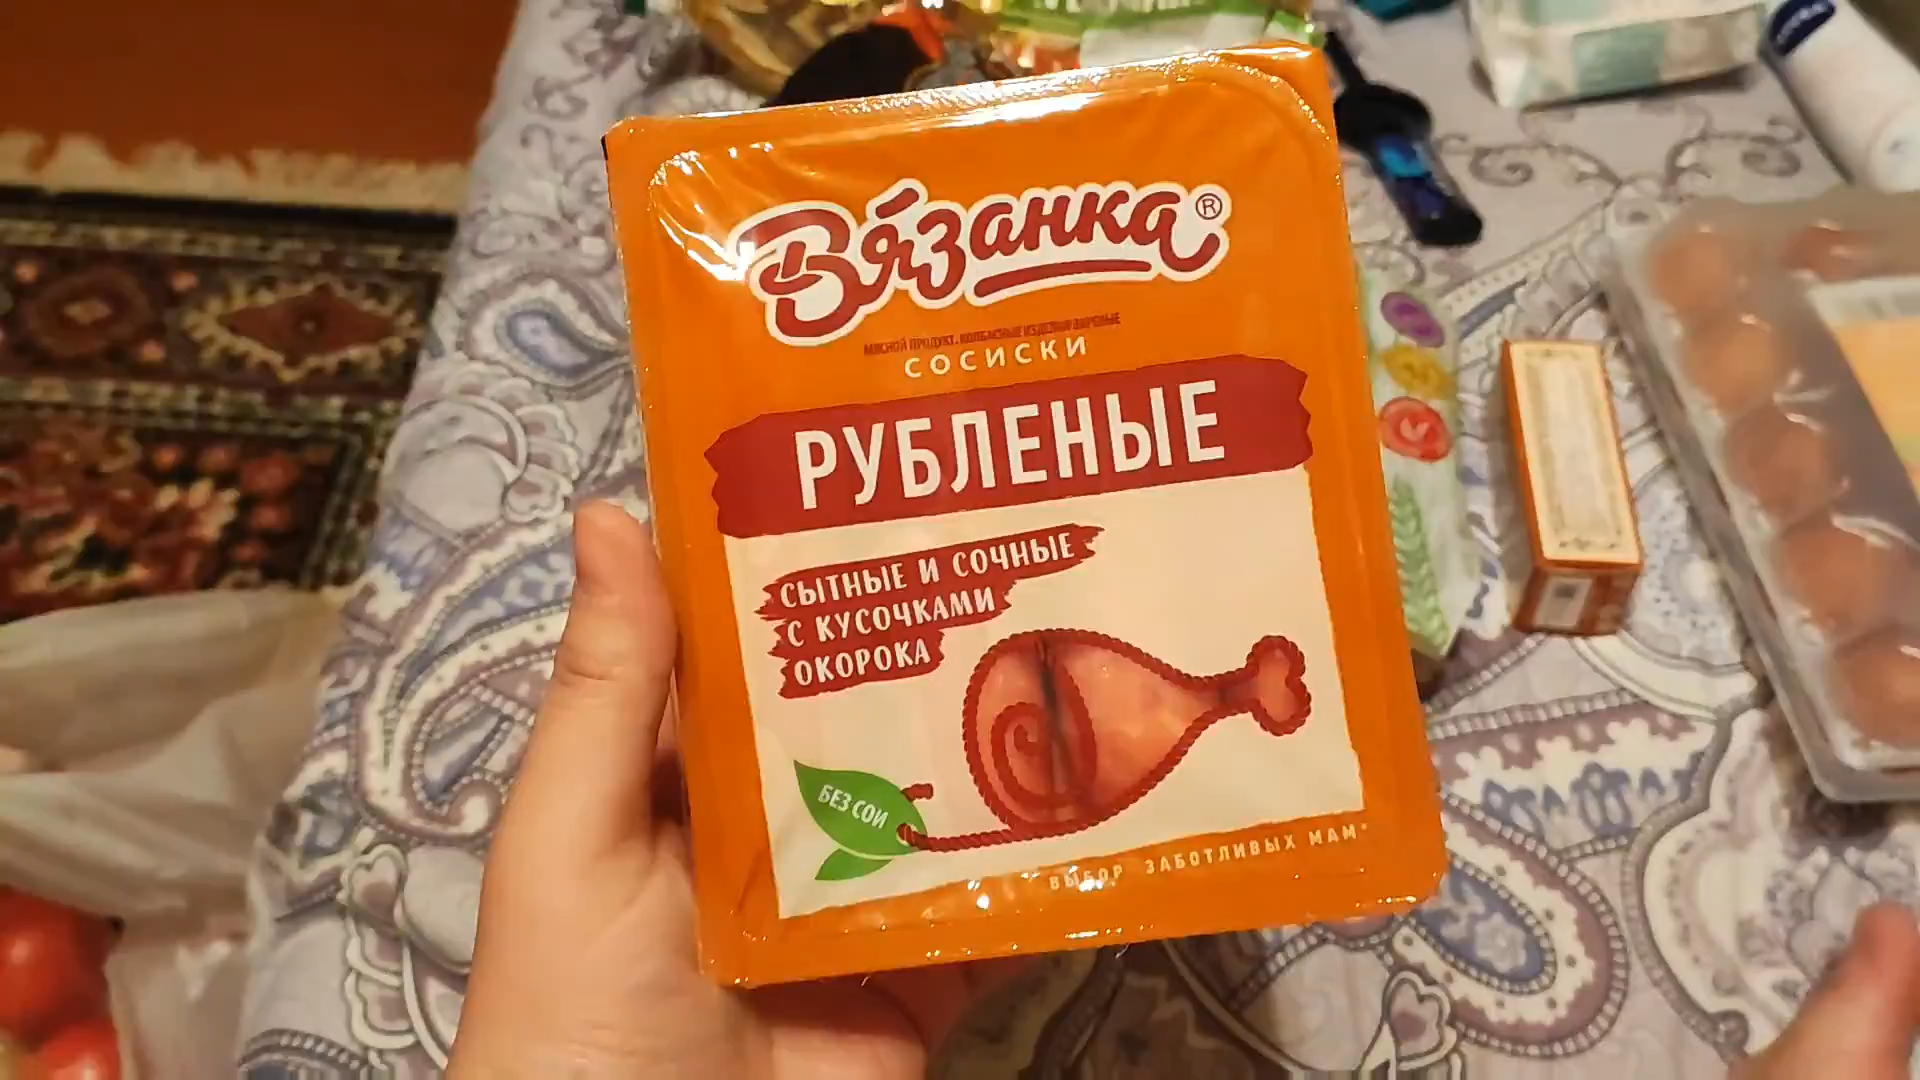 Вязанка®
МЯСНОЙ ПРОДУКТ. КОЛБАСНЫЕ ИЗДЕЛИЯ ВАРЕНЫЕ
СОСИСКИ
РУБЛЕНЫЕ
СЫТНЫЕ И СОЧНЫЕ
С КУСОЧКАМИ
ОКОРОКА
БЕЗ СОИ
ВЫБОР ЗАБОТЛИВЫХ МАМ*